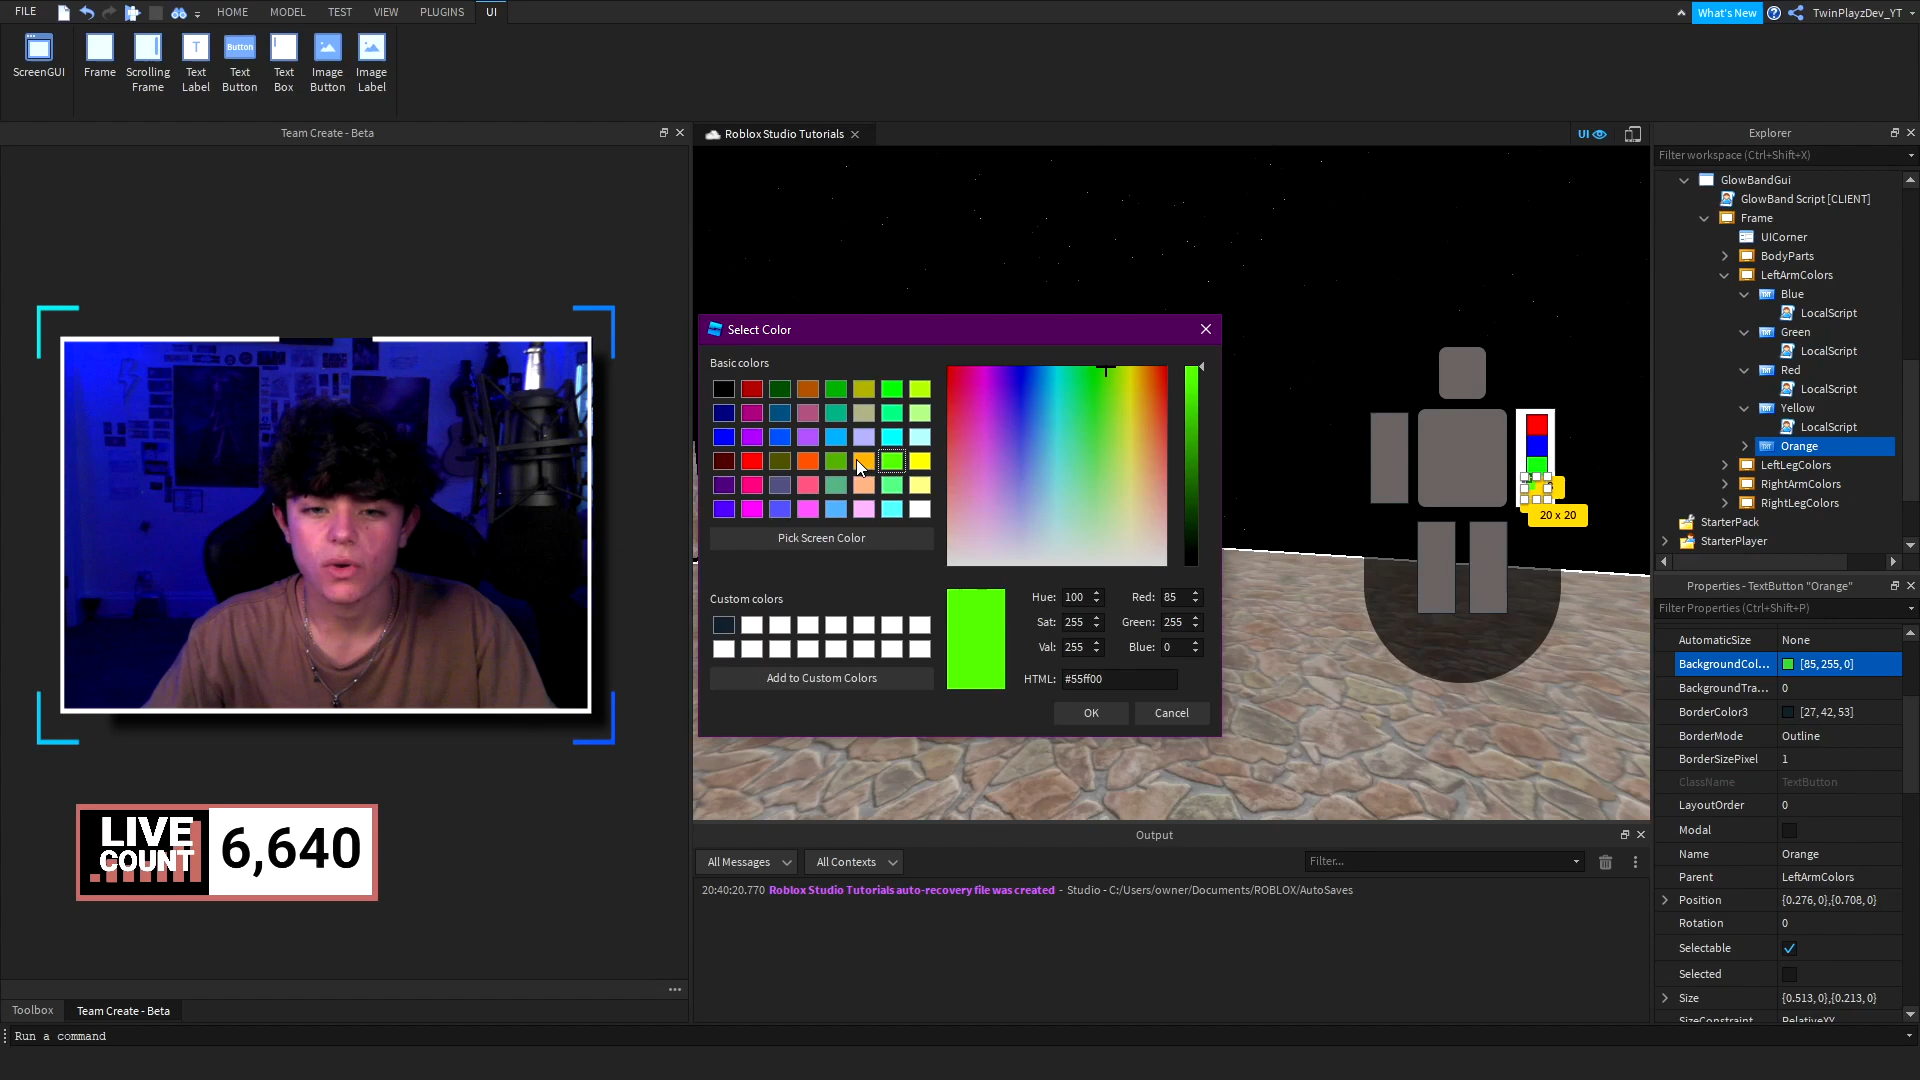 FILE
HOME
MODEL
TEST
VIEW
PLUGINS
UI
What's New
TwinPlayzDev_YT
ScreenGUI
Frame
Scrolling
Frame
Text
Label
Button
Text
Button
Text
Box
Image
Button
Image
Label
Team Create - Beta
Roblox Studio Tutorials
UI
Explorer
Filter workspace (Ctrl+Shift+X)
GlowBandGui
GlowBand Script [CLIENT]
Frame
UICorner
BodyParts
LeftArmColors
Blue
LocalScript
Green
LocalScript
Red
LocalScript
Yellow
LocalScript
Orange
LeftLegColors
RightArmColors
RightLegColors
StarterPack
StarterPlayer
Select Color
Basic colors
Pick Screen Color
Custom colors
Add to Custom Colors
Hue: 100
Red: 85
Sat: 255
Green: 255
Val: 255
Blue: 0
HTML: #55ff00
OK
Cancel
20 x 20
Properties - TextButton "Orange"
Filter Properties (Ctrl+Shift+P)
AutomaticSize None
BackgroundCol... [85, 255, 0]
BackgroundTra... 0
BorderColor3 [27, 42, 53]
BorderMode Outline
BorderSizePixel 1
ClassName TextButton
LayoutOrder 0
Modal
Name Orange
Parent LeftArmColors
Position {0.276, 0},{0.708, 0}
Rotation 0
Selectable
Selected
Size {0.513, 0},{0.213, 0}
SizeConstraint RelativeXY
LIVE
COUNT
6,640
Output
All Messages
All Contexts
Filter...
20:40:20.770 Roblox Studio Tutorials auto-recovery file was created - Studio - C:/Users/owner/Documents/ROBLOX/AutoSaves
Toolbox
Team Create - Beta
Run a command